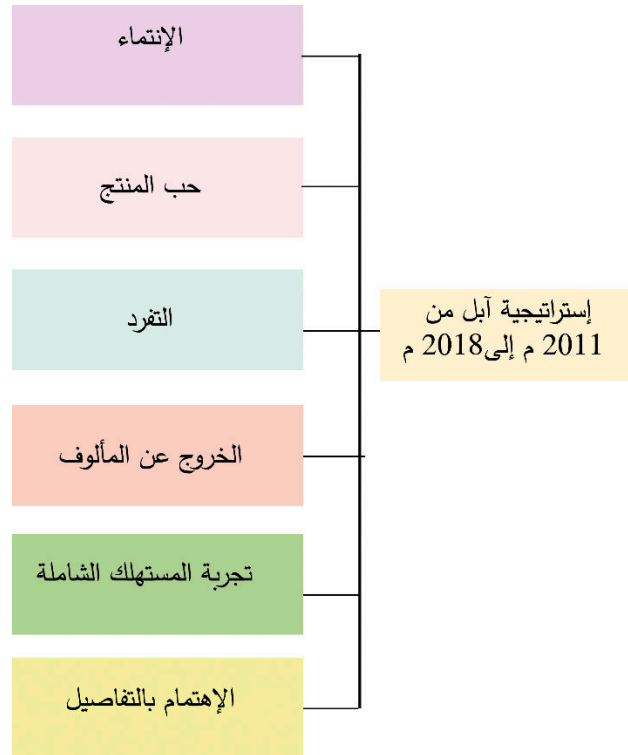 إستراتيجية آبل من
2011 م إلى2018 م
الإنتماء
حب المنتج
التفرد
الخروج عن المألوف
تجربة المستهلك الشاملة
الإهتمام بالتفاصيل